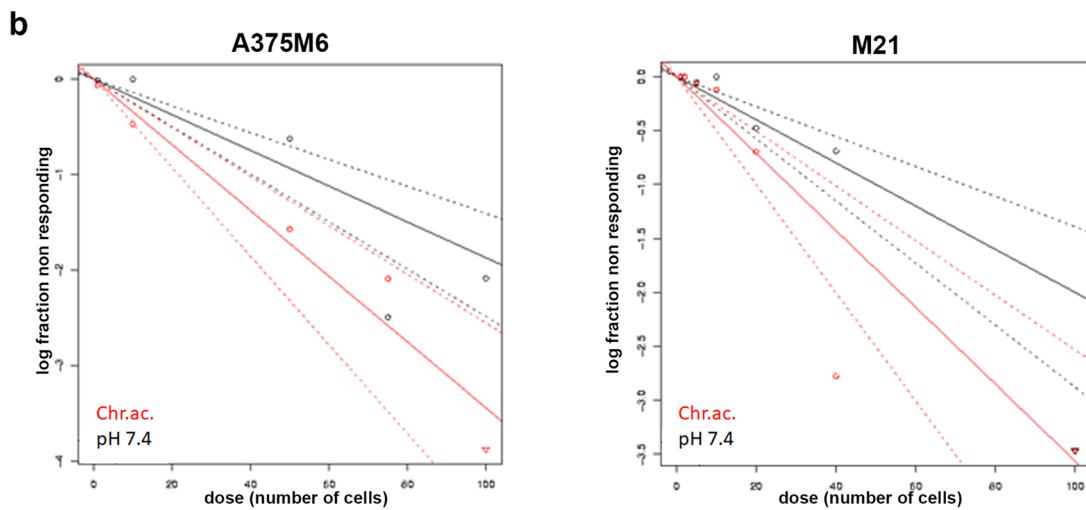 b
A375M6
M21
log fraction non responding
0
-1
-2
-3
-4
Chr.ac.
pH 7.4
0 20 40 60 80 100
dose (number of cells)
log fraction non responding
0.0
-0.5
-1.0
-1.5
-2.0
-2.5
-3.0
-3.5
Chr.ac.
pH 7.4
0 20 40 60 80 100
dose (number of cells)